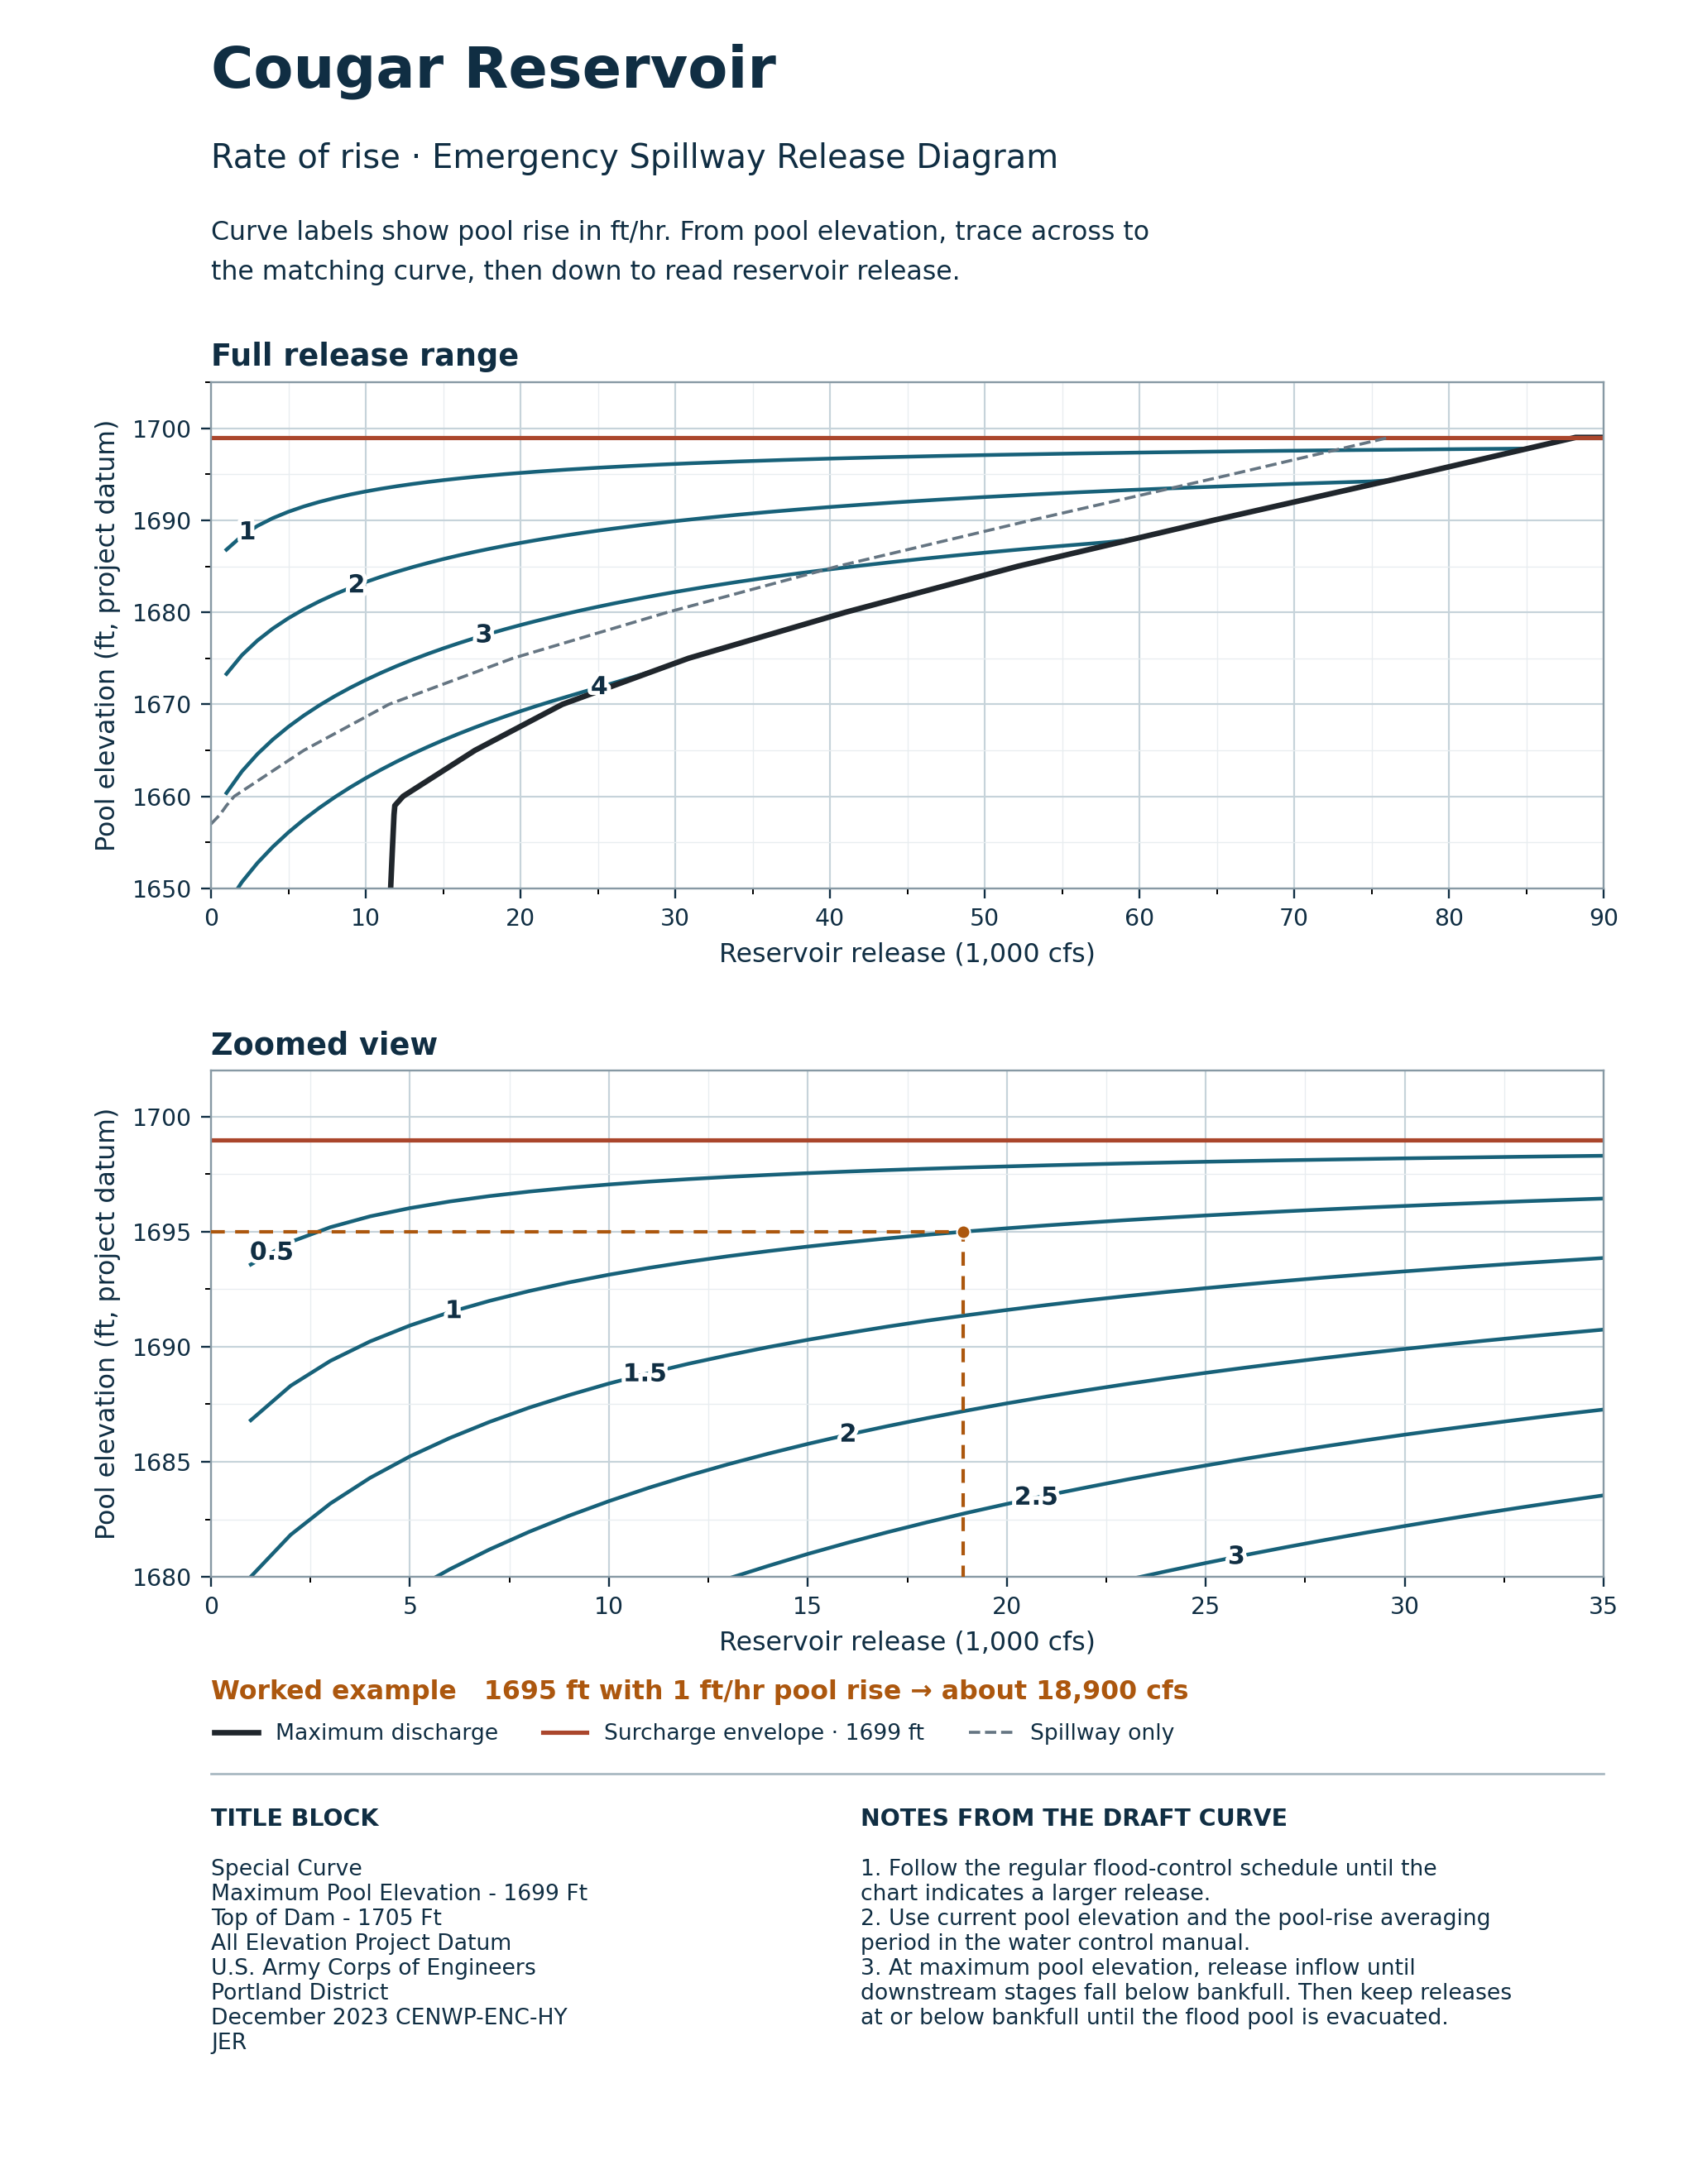 Cougar Reservoir
Rate of rise · Emergency Spillway Release Diagram
Curve labels show pool rise in ft/hr. From pool elevation, trace across to
the matching curve, then down to read reservoir release.
Full release range
Pool elevation (ft, project datum)
1700
1690
1680
1670
1660
1650
1
2
3
4
0 10 20 30 40 50 60 70 80 90
Reservoir release (1,000 cfs)
Zoomed view
Pool elevation (ft, project datum)
1700
1695
1690
1685
1680
0.5
1
1.5
2
2.5
3
0 5 10 15 20 25 30 35
Reservoir release (1,000 cfs)
Worked example 1695 ft with 1 ft/hr pool rise → about 18,900 cfs
Maximum discharge Surcharge envelope · 1699 ft Spillway only
TITLE BLOCK
Special Curve
Maximum Pool Elevation - 1699 Ft
Top of Dam - 1705 Ft
All Elevation Project Datum
U.S. Army Corps of Engineers
Portland District
December 2023 CENWP-ENC-HY
JER
NOTES FROM THE DRAFT CURVE
1. Follow the regular flood-control schedule until the
chart indicates a larger release.
2. Use current pool elevation and the pool-rise averaging
period in the water control manual.
3. At maximum pool elevation, release inflow until
downstream stages fall below bankfull. Then keep releases
at or below bankfull until the flood pool is evacuated.